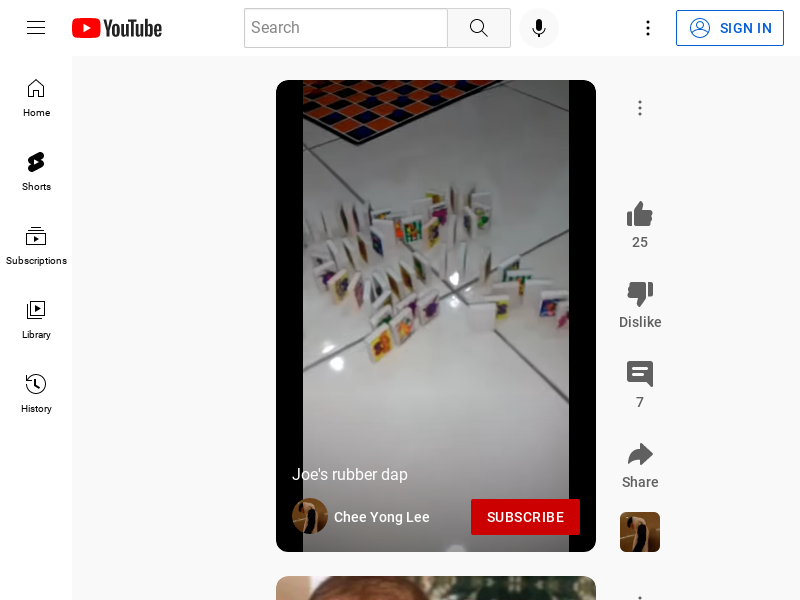 YouTube
Search
SIGN IN
Home
Shorts
Subscriptions
Library
History
25
Dislike
7
Share
Joe's rubber dap
Chee Yong Lee
SUBSCRIBE